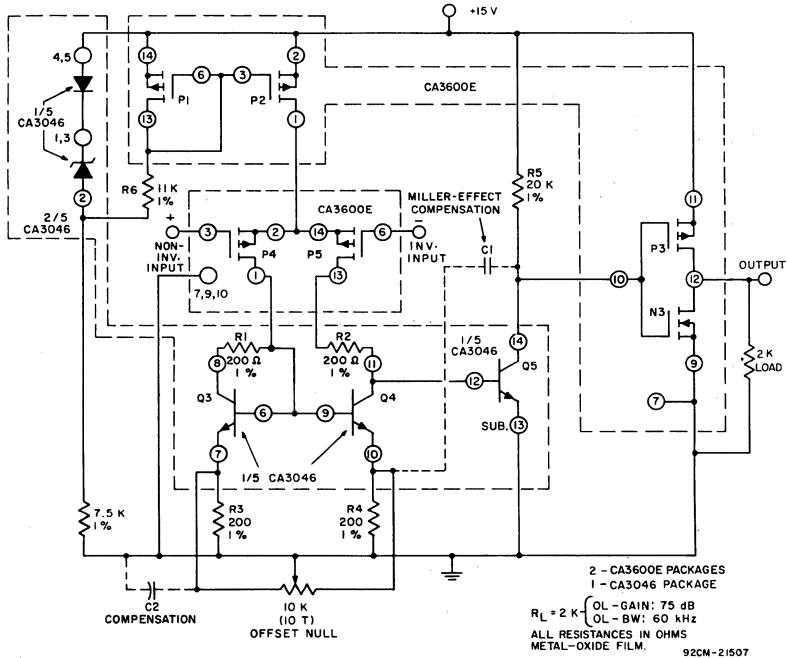 +15 V
4,5
14
2
6
3
P1
P2
CA3600E
1/5
CA3046
1,3
13
1
2
R6
11 K
1%
R5
20 K
1%
MILLER-EFFECT
COMPENSATION
C1
11
2/5
CA3046
+
3
NON-
INV.
INPUT
P4
2
CA3600E
14
P5
6
–
INV.
INPUT
P3
7,9,10
1
13
10
12
OUTPUT
N3
R1
200 Ω
1%
R2
200 Ω
1%
1/5
CA3046
14
Q5
8
11
12
9
2 K
LOAD
Q3
6
9
Q4
SUB.
13
7
7
10
1/5 CA3046
7.5 K
1%
R3
200
1%
R4
200
1%
C2
COMPENSATION
10 K
(10 T)
OFFSET NULL
2 – CA3600E PACKAGES
1 – CA3046 PACKAGE
RL = 2 K
OL – GAIN: 75 dB
OL – BW: 60 kHz
ALL RESISTANCES IN OHMS
METAL-OXIDE FILM.
92CM-21507